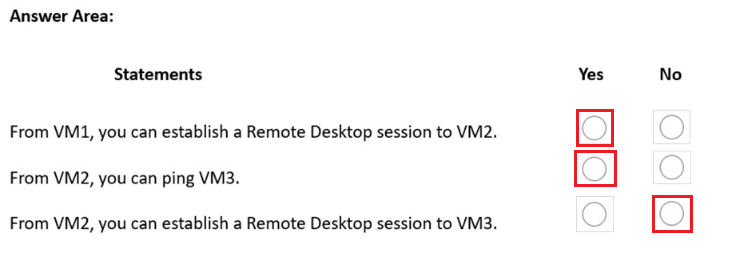 Answer Area:
Statements Yes No
From VM1, you can establish a Remote Desktop session to VM2.
From VM2, you can ping VM3.
From VM2, you can establish a Remote Desktop session to VM3.